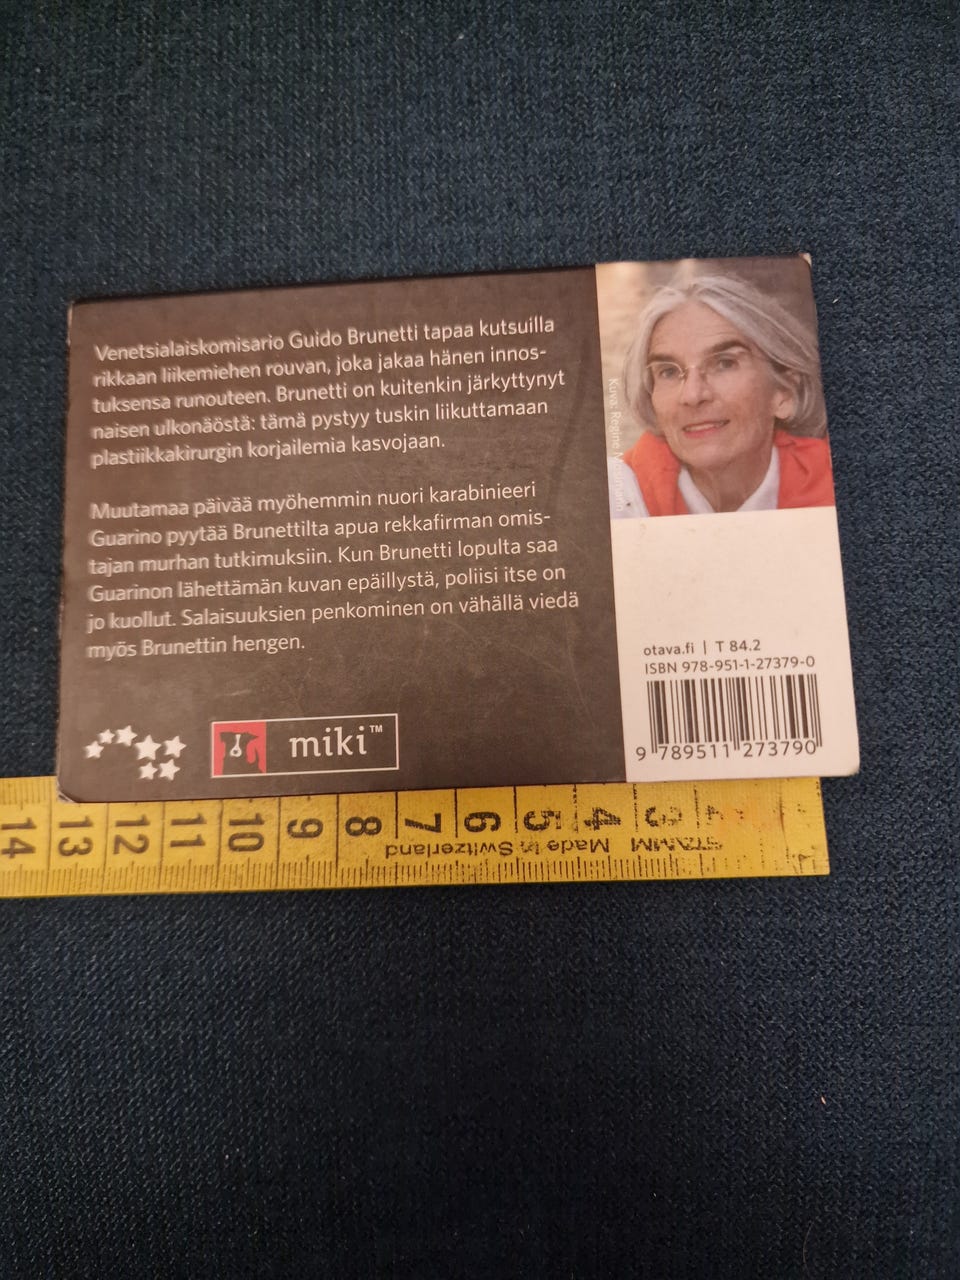 Venetsialaiskomisario Guido Brunetti tapaa kutsuilla
rikkaan liikemiehen rouvan, joka jakaa hänen innos-
tuksensa runouteen. Brunetti on kuitenkin järkyttynyt
naisen ulkonäöstä: tämä pystyy tuskin liikuttamaan
plastiikkakirurgin korjailemia kasvojaan.
Muutamaa päivää myöhemmin nuori karabinieeri
Guarino pyytää Brunettilta apua rekkafirman omis-
tajan murhan tutkimuksiin. Kun Brunetti lopulta saa
Guarinon lähettämän kuvan epäillystä, poliisi itse on
jo kuollut. Salaisuuksien penkominen on vähällä viedä
myös Brunettin hengen.
miki™
Kuva: Regine
otava.fi | T 84.2
ISBN 978-951-1-27379-0
9 789511 273790
14 13 12 11 10 9 8 7 6 5 4 3
Made in Switzerland